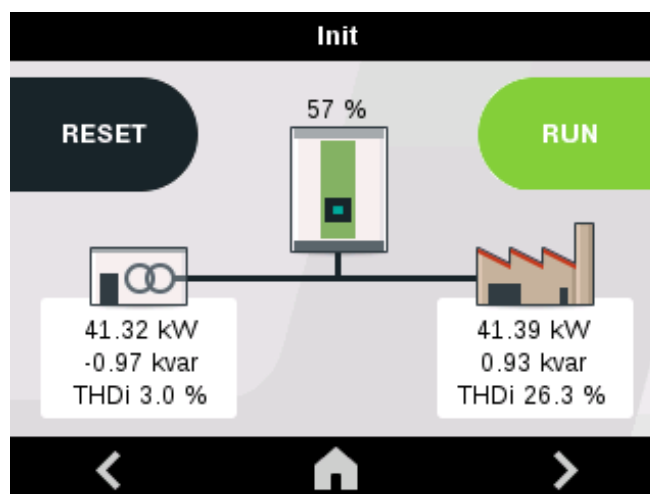 Init
RESET
57 %
RUN
41.32 kW
-0.97 kvar
THDi 3.0 %
41.39 kW
0.93 kvar
THDi 26.3 %